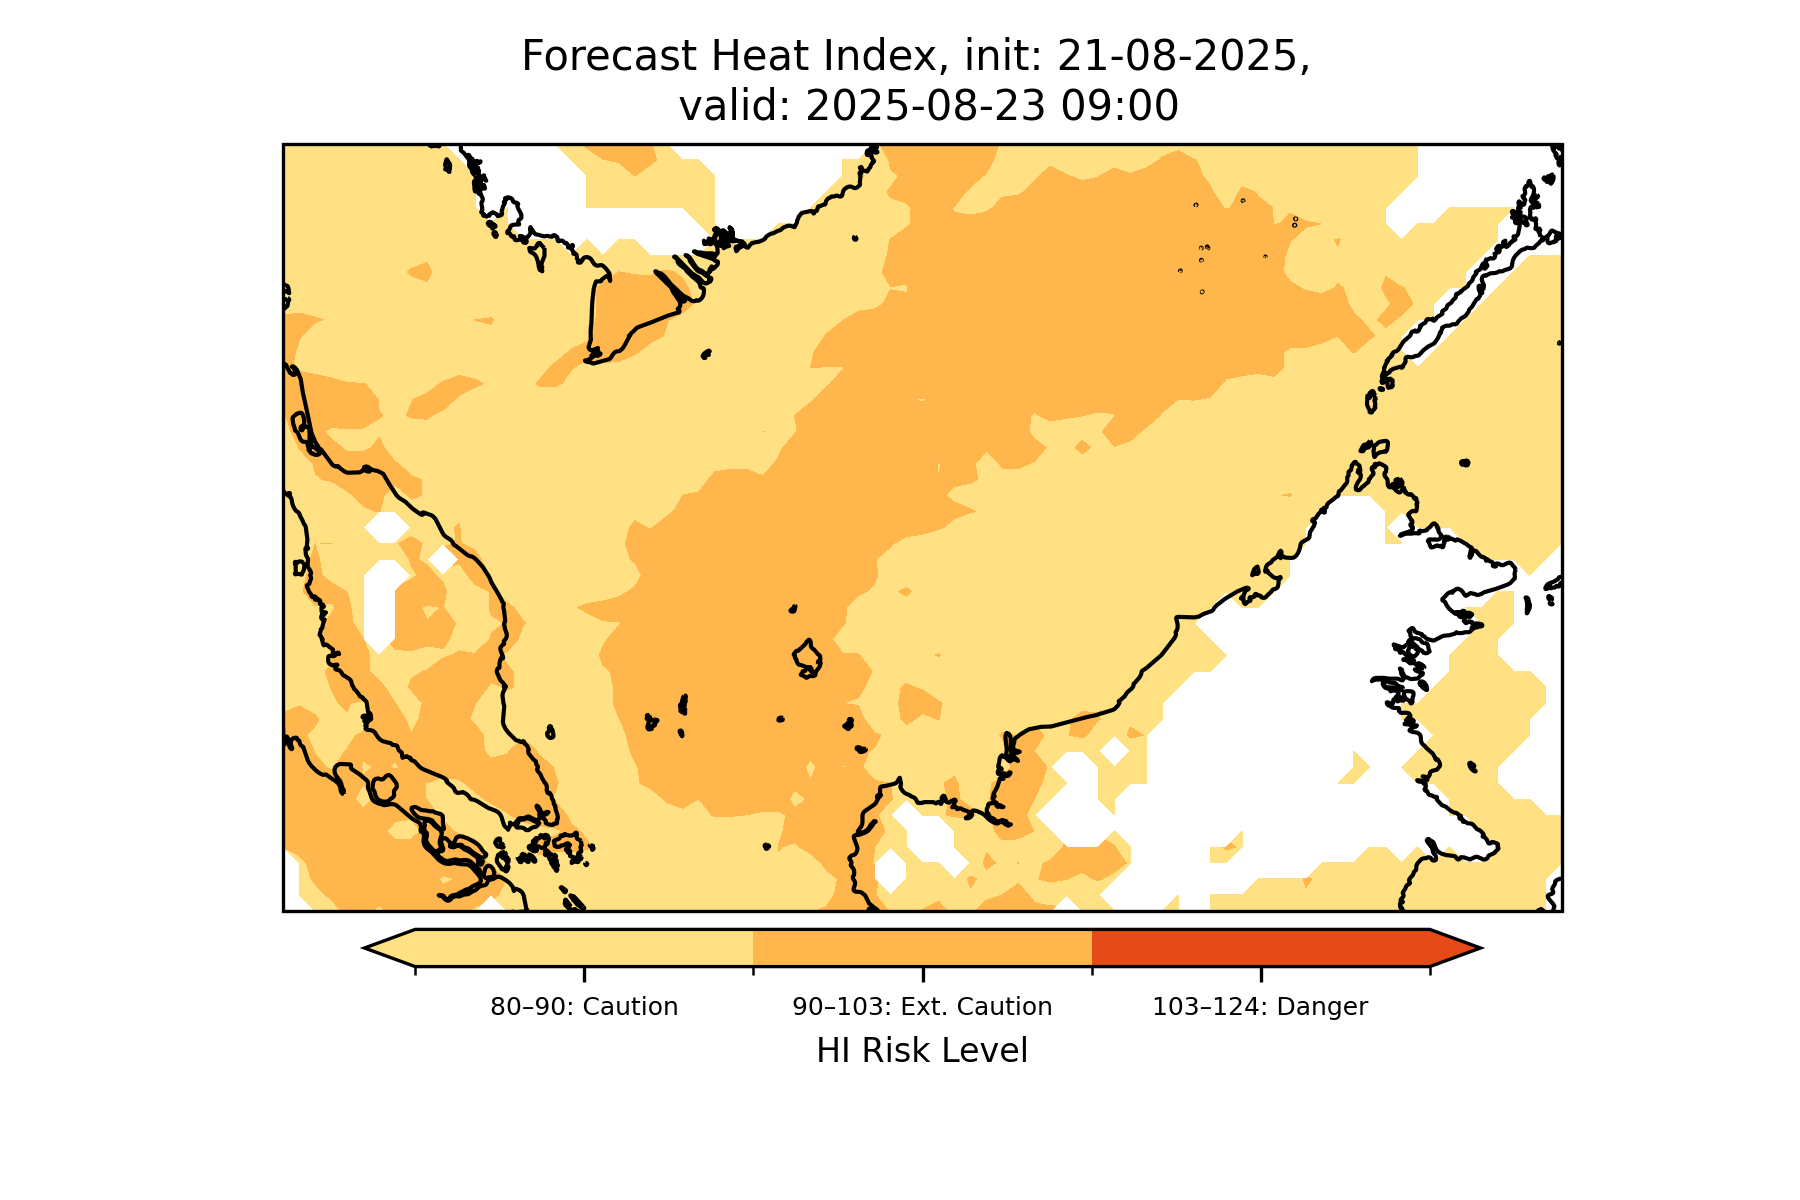 Forecast Heat Index, init: 21-08-2025,
valid: 2025-08-23 09:00
80–90: Caution
90–103: Ext. Caution
103–124: Danger
HI Risk Level